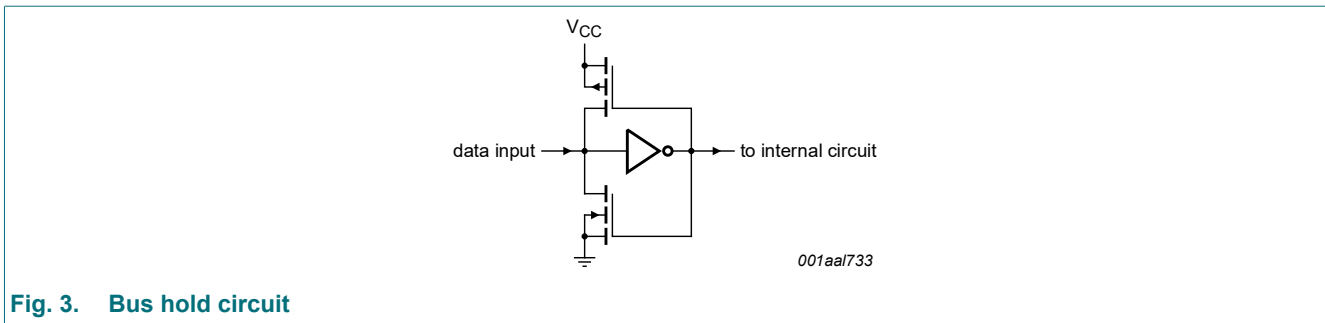 VCC
data input
to internal circuit
001aal733
Fig. 3. Bus hold circuit